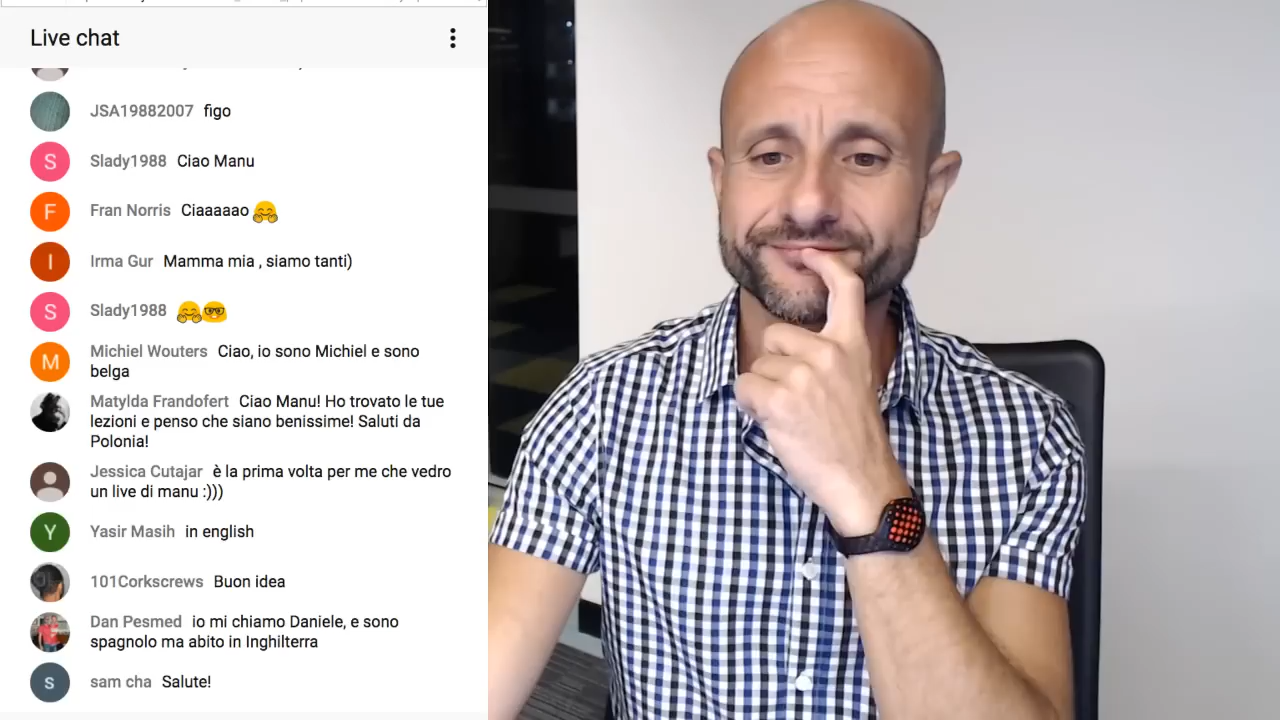 Live chat
JSA19882007 figo
S Slady1988 Ciao Manu
F Fran Norris Ciaaaaao 🤗
I Irma Gur Mamma mia , siamo tanti)
S Slady1988 🤗🤓
M Michiel Wouters Ciao, io sono Michiel e sono
belga
Matylda Frandofert Ciao Manu! Ho trovato le tue
lezioni e penso che siano benissime! Saluti da
Polonia!
Jessica Cutajar è la prima volta per me che vedro
un live di manu :)))
Y Yasir Masih in english
101Corkscrews Buon idea
Dan Pesmed io mi chiamo Daniele, e sono
spagnolo ma abito in Inghilterra
s sam cha Salute!